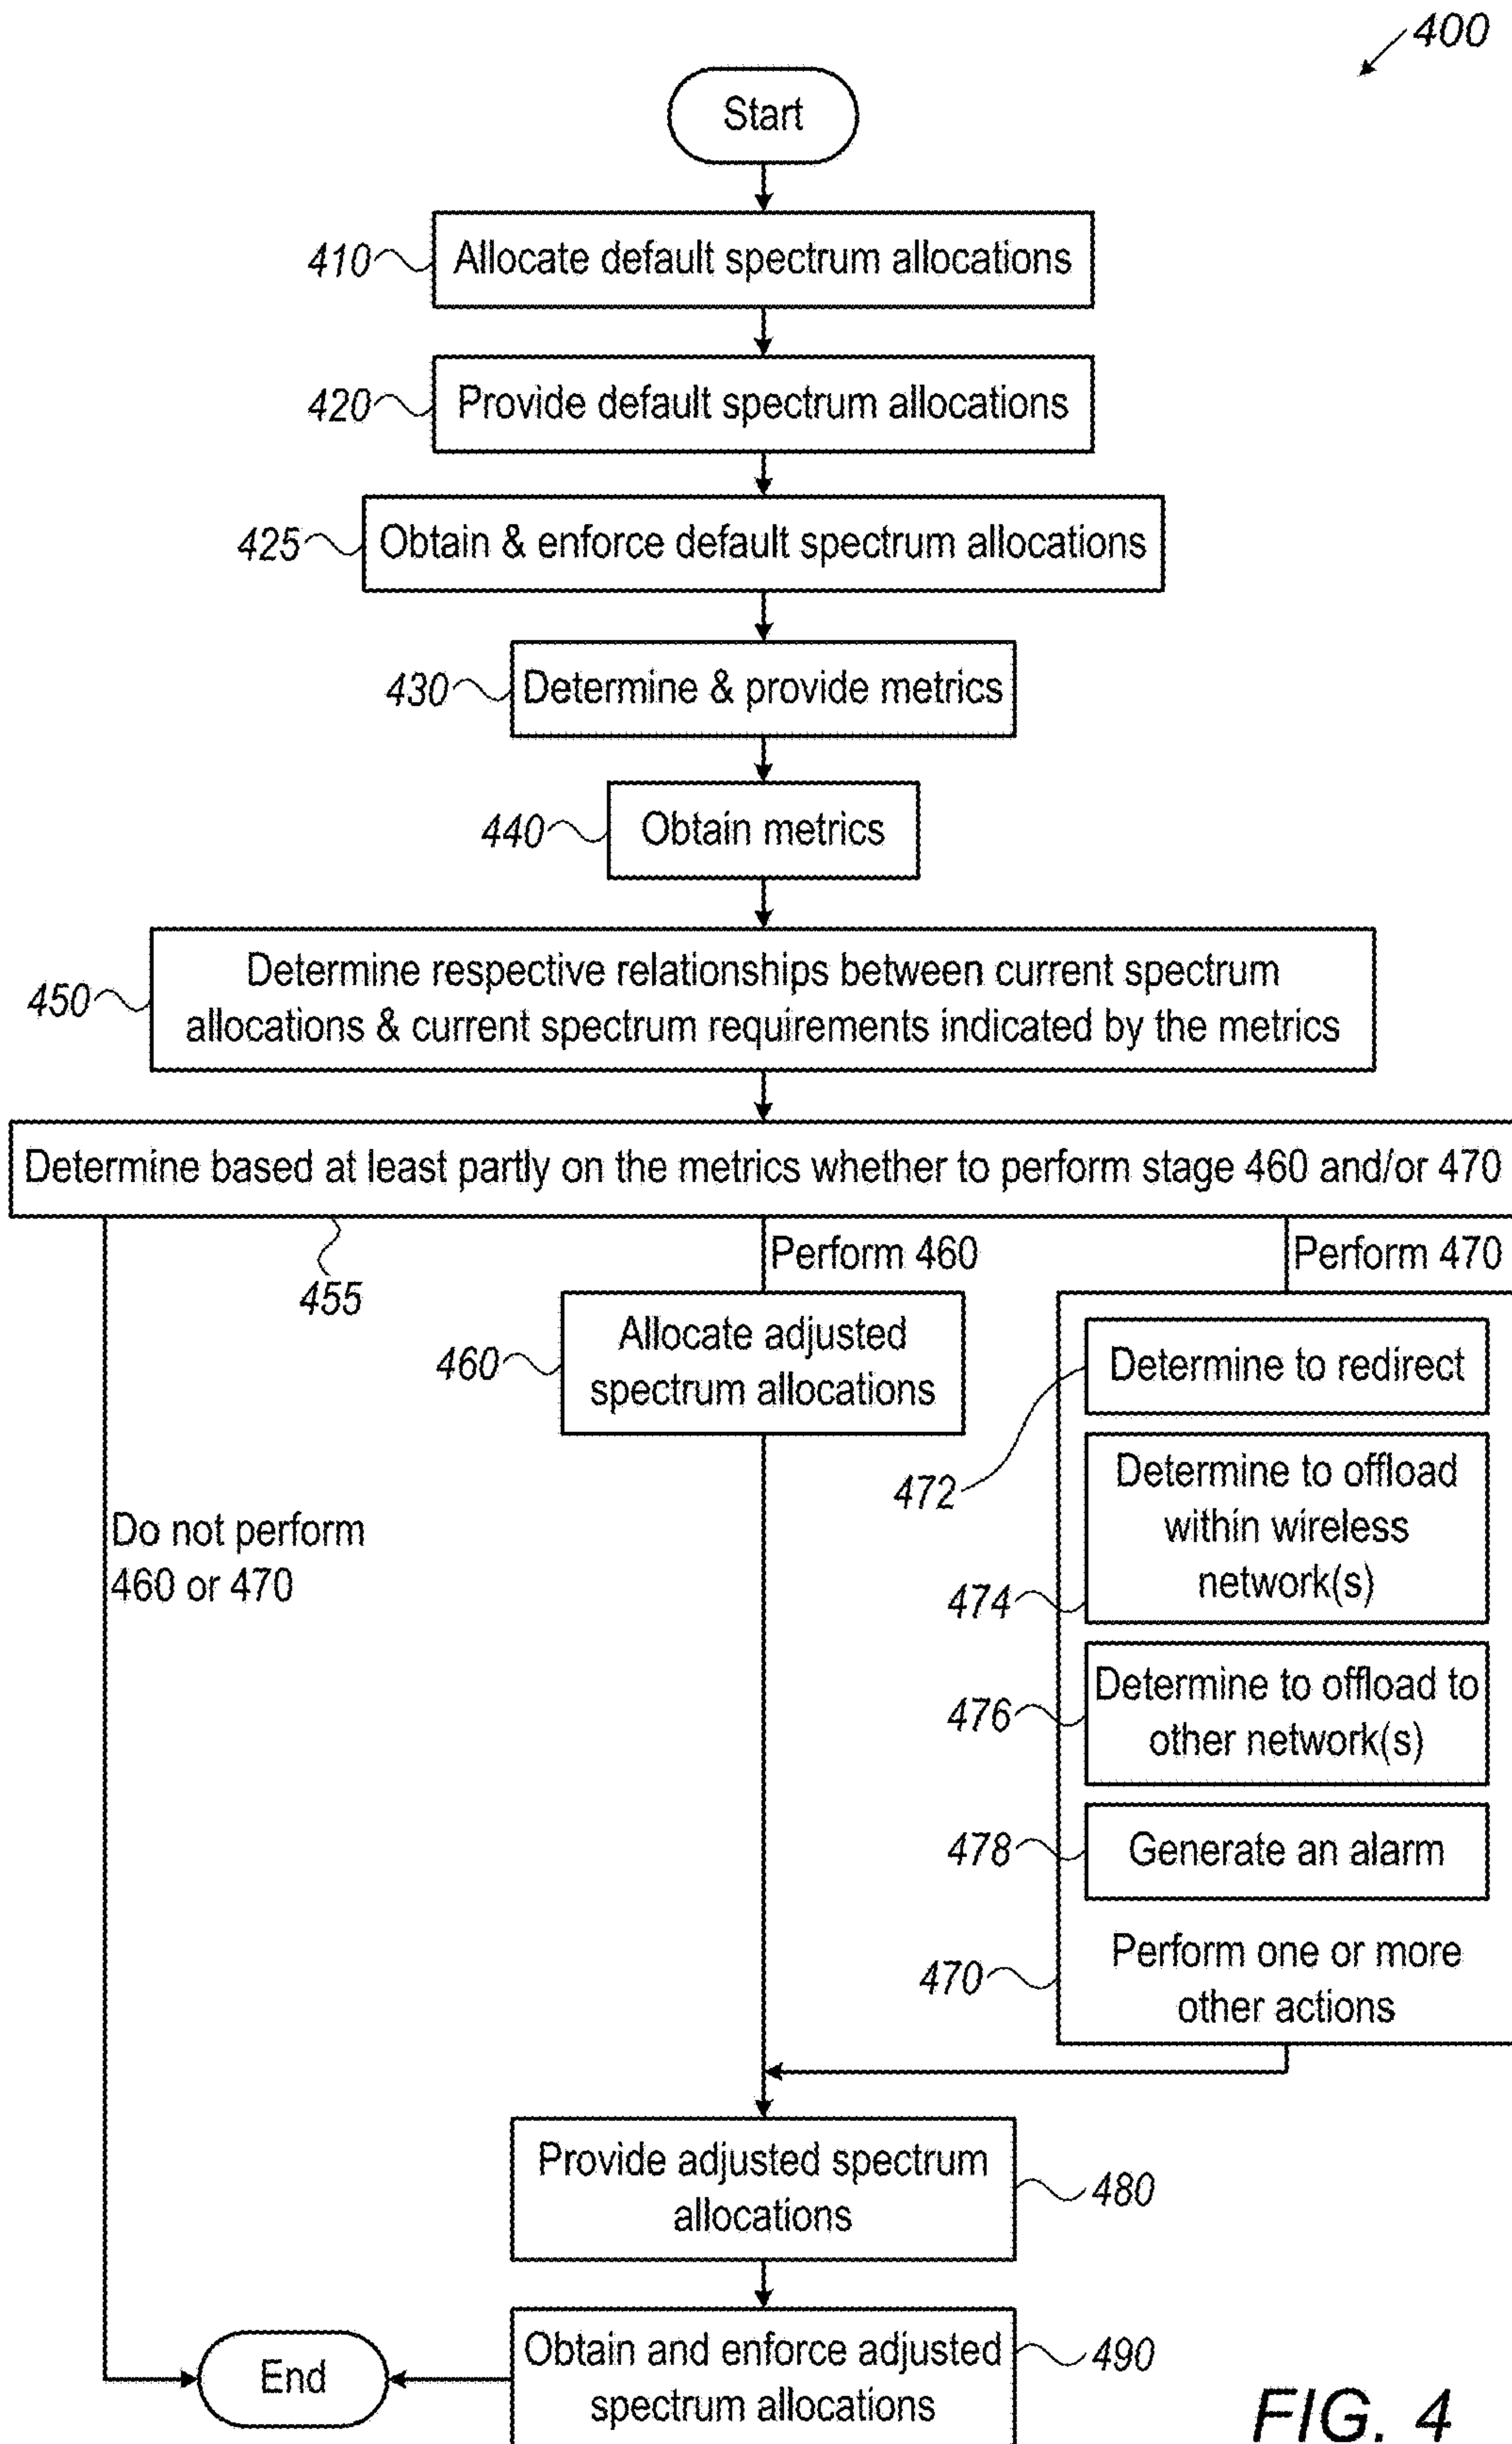 400
Start
410
Allocate default spectrum allocations
420
Provide default spectrum allocations
425
Obtain & enforce default spectrum allocations
430
Determine & provide metrics
440
Obtain metrics
450
Determine respective relationships between current spectrum
allocations & current spectrum requirements indicated by the metrics
Determine based at least partly on the metrics whether to perform stage 460 and/or 470
455
Perform 460
Perform 470
460
Allocate adjusted
spectrum allocations
Do not perform
460 or 470
472
Determine to redirect
474
Determine to offload
within wireless
network(s)
476
Determine to offload to
other network(s)
478
Generate an alarm
470
Perform one or more
other actions
Provide adjusted spectrum
allocations
480
Obtain and enforce adjusted
spectrum allocations
490
End
FIG. 4